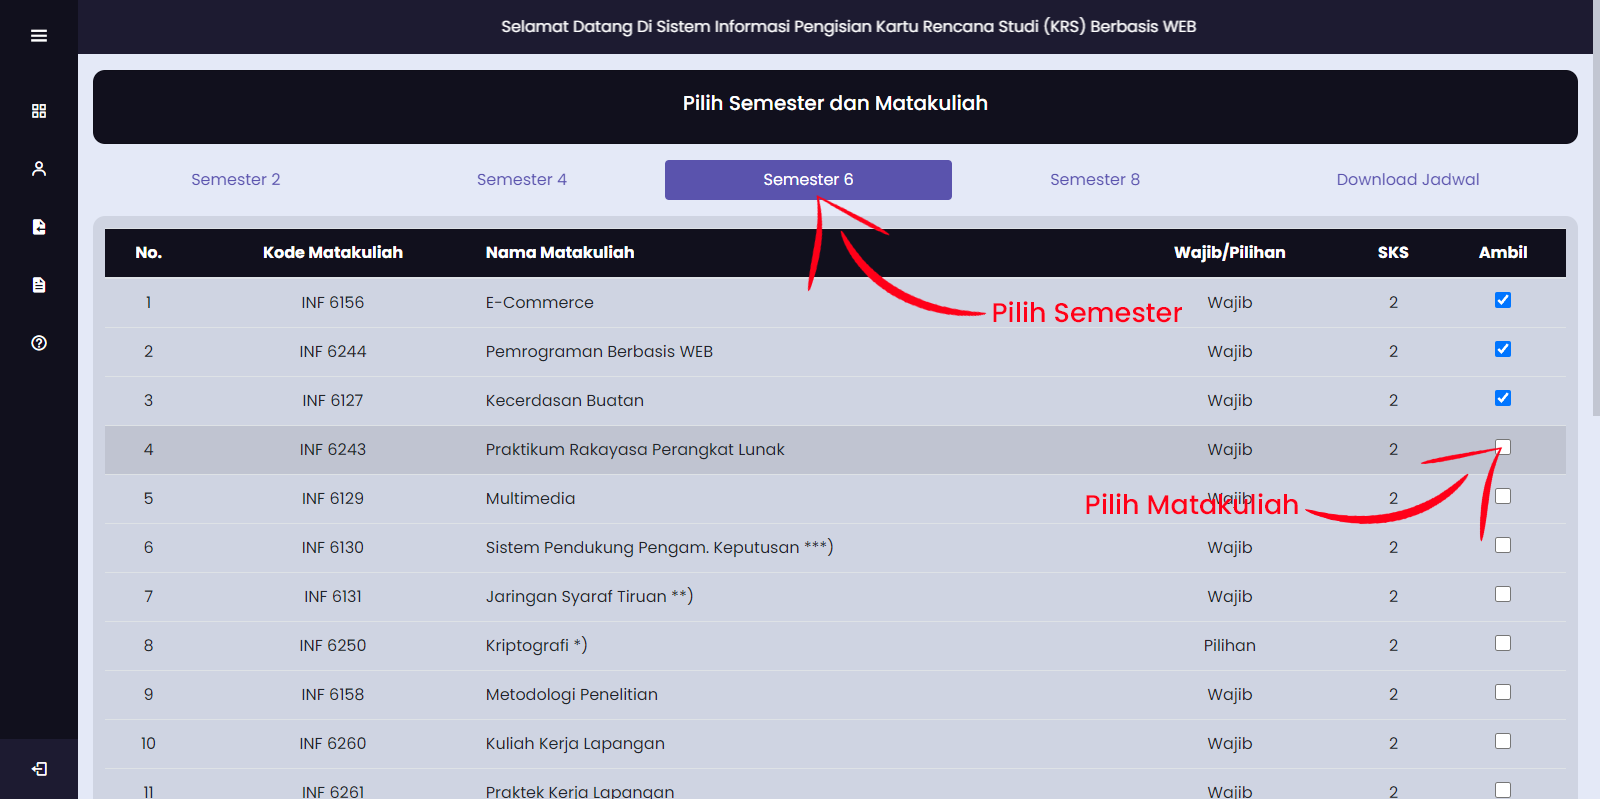 Selamat Datang Di Sistem Informasi Pengisian Kartu Rencana Studi (KRS) Berbasis WEB
Pilih Semester dan Matakuliah
Semester 2 Semester 4 Semester 6 Semester 8 Download Jadwal
No. Kode Matakuliah Nama Matakuliah Wajib/Pilihan SKS Ambil
1 INF 6156 E-Commerce Wajib 2
Pilih Semester
2 INF 6244 Pemrograman Berbasis WEB Wajib 2
3 INF 6127 Kecerdasan Buatan Wajib 2
4 INF 6243 Praktikum Rakayasa Perangkat Lunak Wajib 2
5 INF 6129 Multimedia Wajib 2
Pilih Matakuliah
6 INF 6130 Sistem Pendukung Pengam. Keputusan ***) Wajib 2
7 INF 6131 Jaringan Syaraf Tiruan **) Wajib 2
8 INF 6250 Kriptografi *) Pilihan 2
9 INF 6158 Metodologi Penelitian Wajib 2
10 INF 6260 Kuliah Kerja Lapangan Wajib 2
11 INF 6261 Praktek Kerja Lapangan Wajib 2